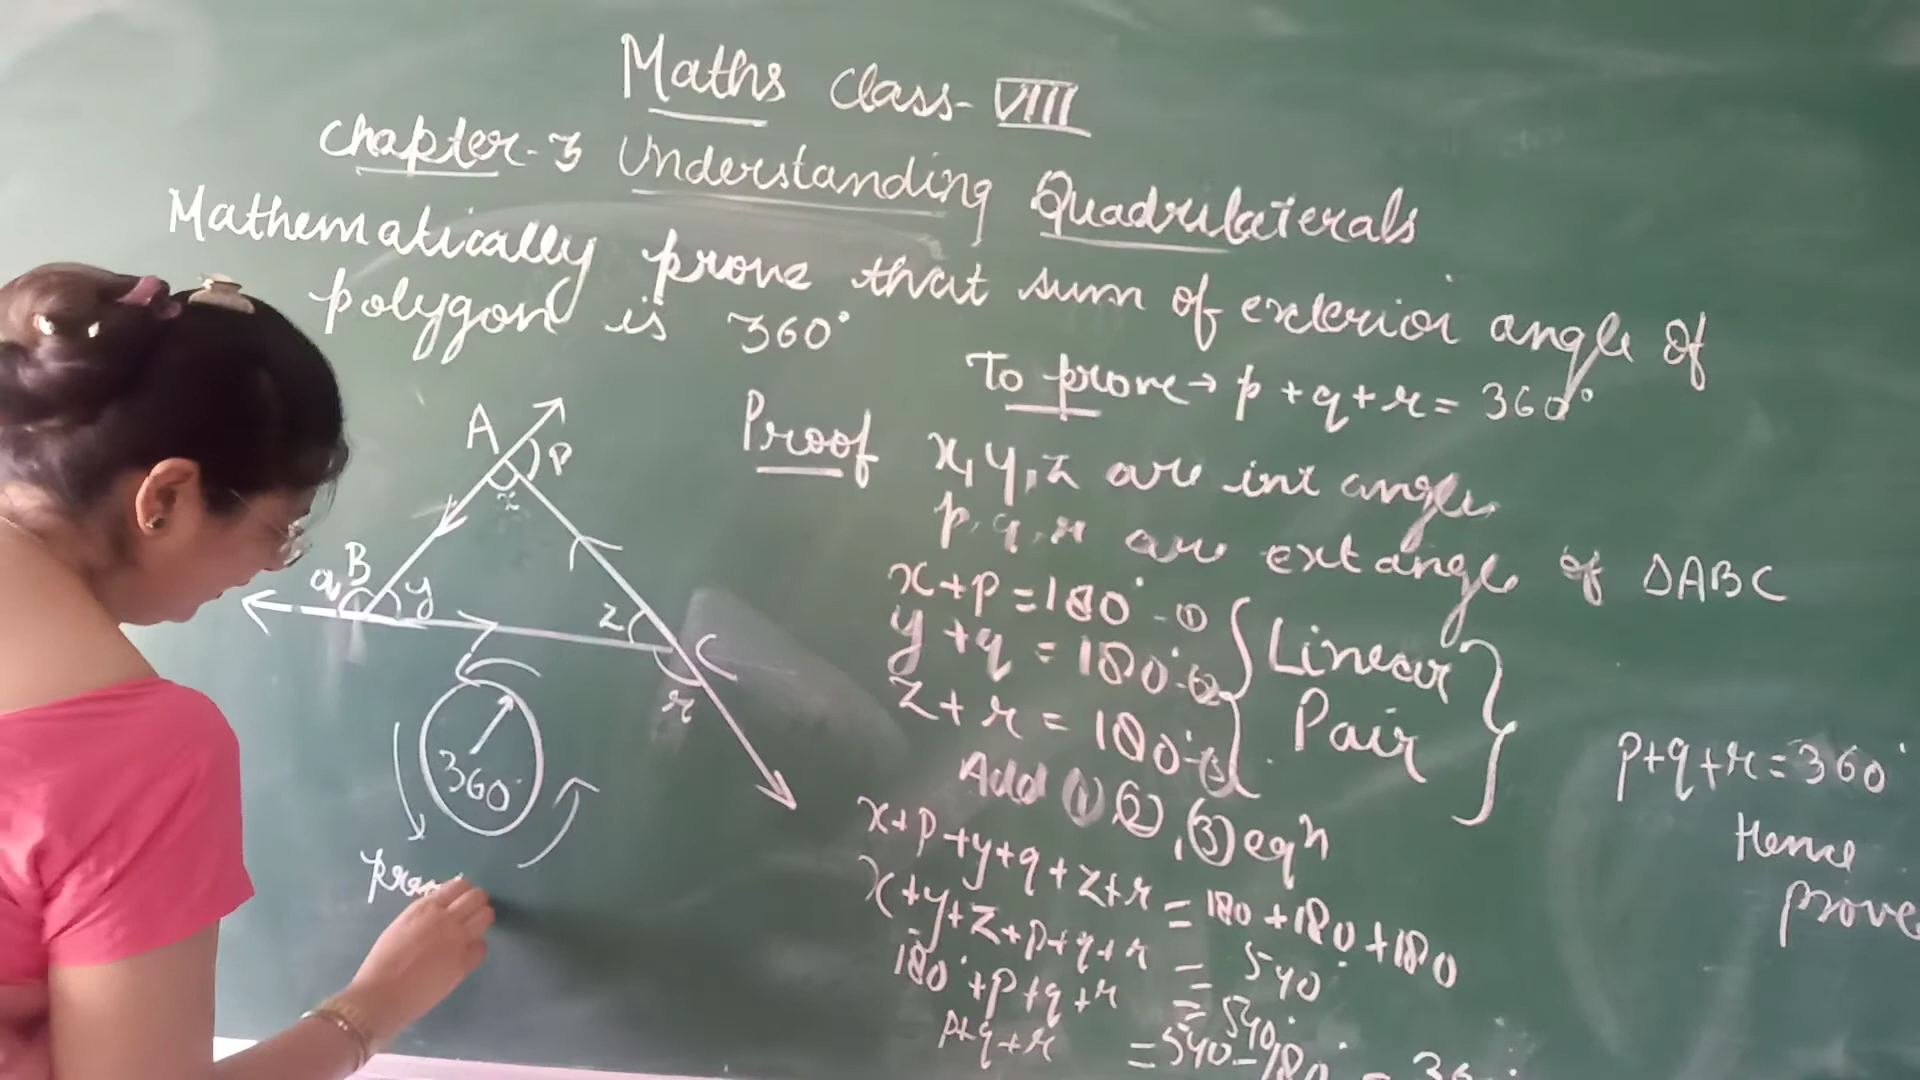 Maths Class-VIII
Chapter-3 Understanding Quadrilaterals
Mathematically prove that sum of exterior angle of
polygon is 360°
To prove → p+q+r= 360°
Proof x, y, z are int angle
p, q, r are ext angle of ΔABC
x+p=180° -①
y+q = 180°-②
z+r = 180°-③
Linear
Pair
Add ①,②,③ eqn
x+p+y+q+z+r = 180+180+180
x+y+z+p+q+r = 540°
180°+p+q+r = 540°
p+q+r = 540-180° = 36
p+q+r=360°
Hence
prove
A
p
x
B
q
y
z
C
r
360°